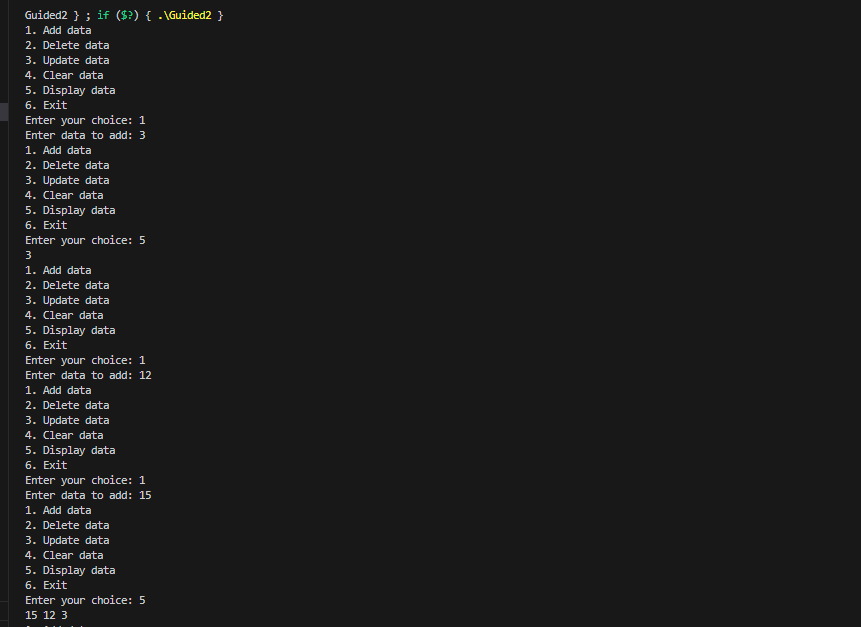 Guided2 } ; if ($?) { .\Guided2 }
1. Add data
2. Delete data
3. Update data
4. Clear data
5. Display data
6. Exit
Enter your choice: 1
Enter data to add: 3
1. Add data
2. Delete data
3. Update data
4. Clear data
5. Display data
6. Exit
Enter your choice: 5
3
1. Add data
2. Delete data
3. Update data
4. Clear data
5. Display data
6. Exit
Enter your choice: 1
Enter data to add: 12
1. Add data
2. Delete data
3. Update data
4. Clear data
5. Display data
6. Exit
Enter your choice: 1
Enter data to add: 15
1. Add data
2. Delete data
3. Update data
4. Clear data
5. Display data
6. Exit
Enter your choice: 5
15 12 3